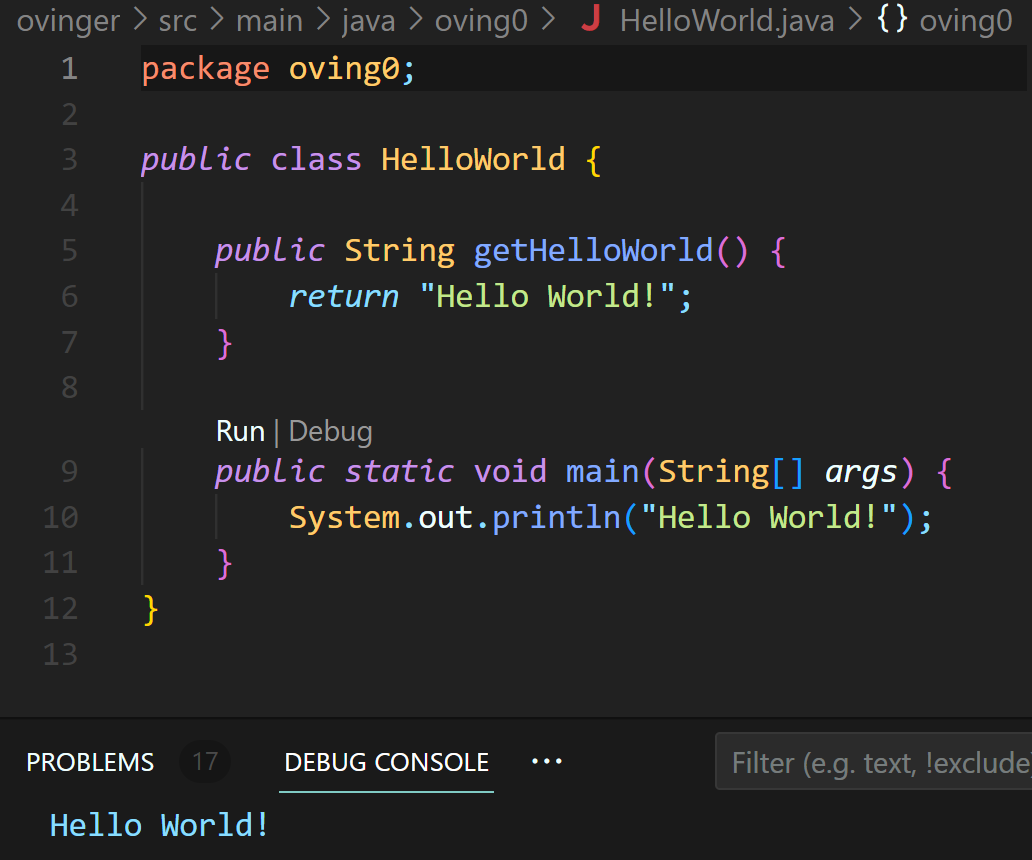 ovinger > src > main > java > oving0 > J HelloWorld.java > {} oving0
1 package oving0;
2
3 public class HelloWorld {
4
5 public String getHelloWorld() {
6 return "Hello World!";
7 }
8
Run | Debug
9 public static void main(String[] args) {
10 System.out.println("Hello World!");
11 }
12 }
13
PROBLEMS 17 DEBUG CONSOLE ··· Filter (e.g. text, !exclude
Hello World!